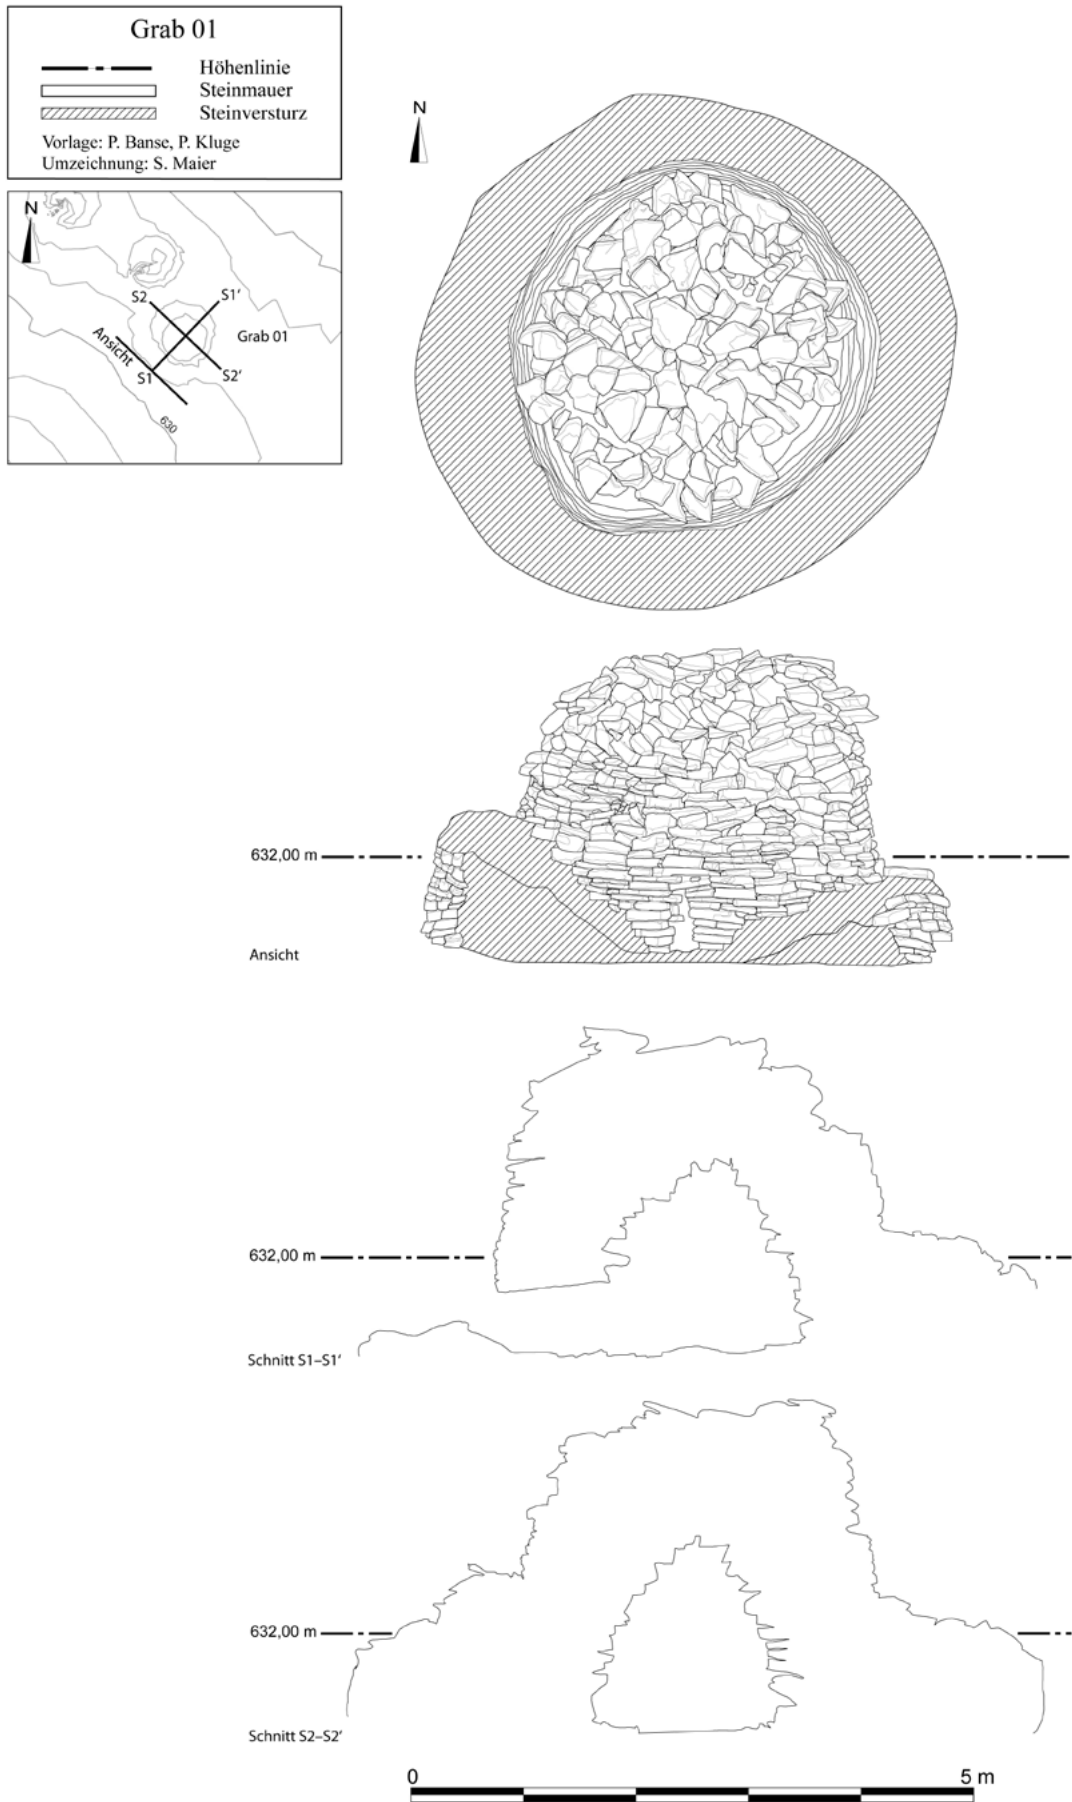 Grab 01
Höhenlinie
Steinmauer
Steinversturz
Vorlage: P. Banse, P. Kluge
Umzeichnung: S. Maier
N
N
S2
S1'
Ansicht
Grab 01
S1
S2'
630
632,00 m
Ansicht
632,00 m
Schnitt S1–S1'
632,00 m
Schnitt S2–S2'
0
5 m